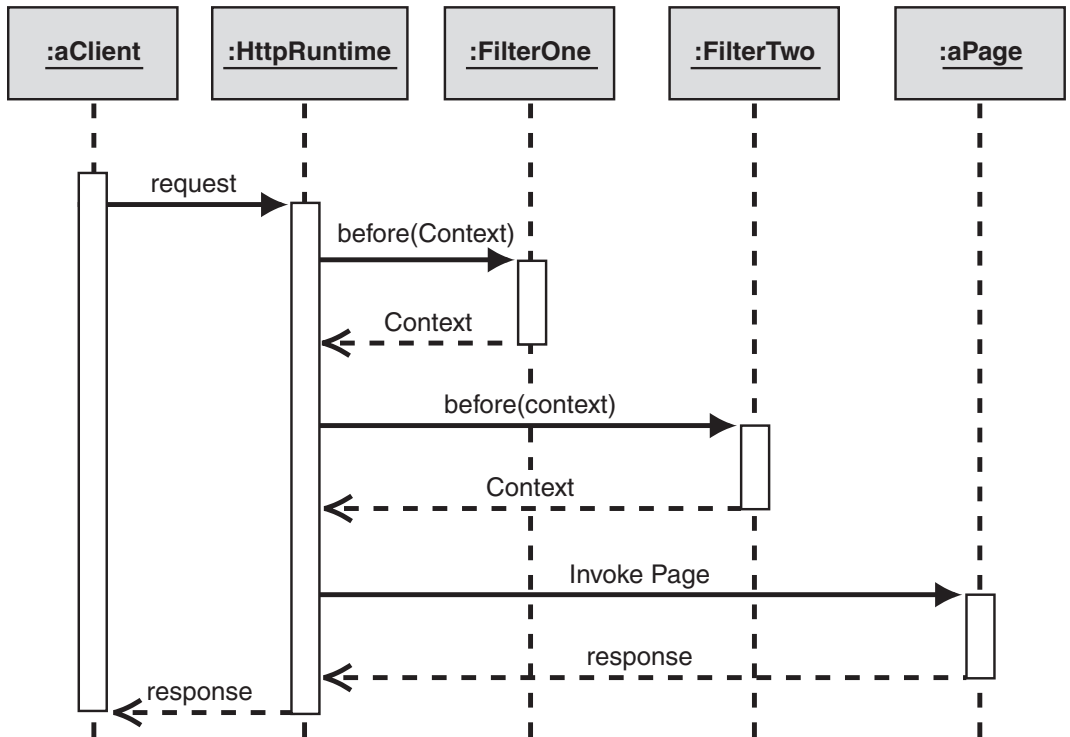 :aClient
:HttpRuntime
:FilterOne
:FilterTwo
:aPage
request
before(Context)
Context
before(context)
Context
Invoke Page
response
response